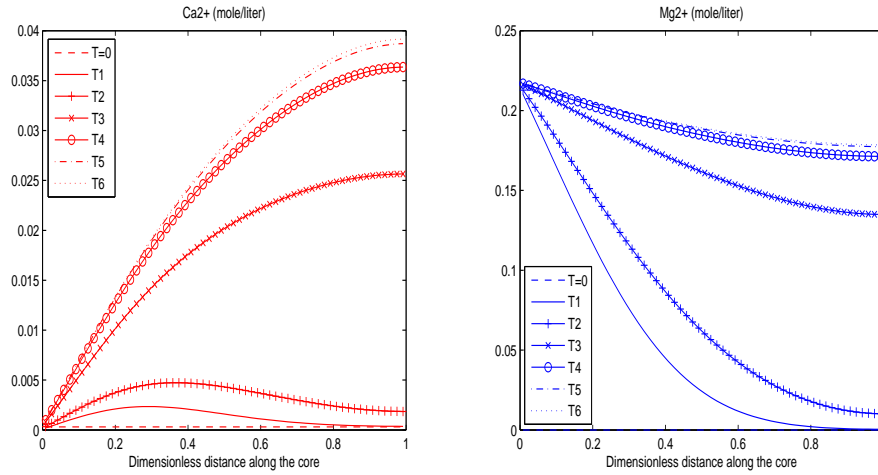 Ca2+ (mole/liter)
0.04
0.035
0.03
0.025
0.02
0.015
0.01
0.005
0
0 0.2 0.4 0.6 0.8 1
Dimensionless distance along the core
T=0
T1
T2
T3
T4
T5
T6
Mg2+ (mole/liter)
0.25
0.2
0.15
0.1
0.05
0
0 0.2 0.4 0.6 0.8
Dimensionless distance along the core
T=0
T1
T2
T3
T4
T5
T6